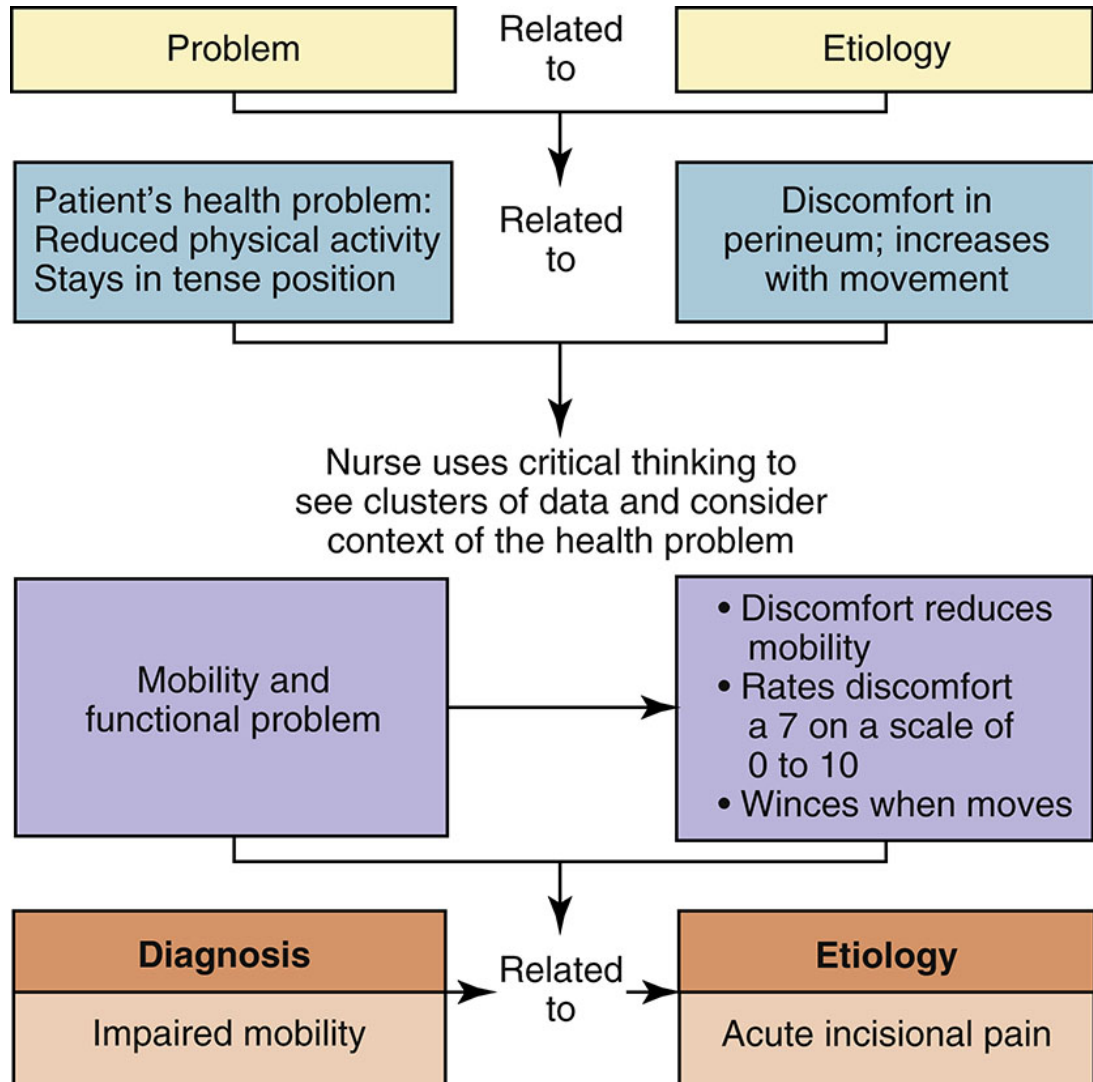 Problem
Related
to
Etiology
Patient's health problem:
Reduced physical activity
Stays in tense position
Related
to
Discomfort in
perineum; increases
with movement
Nurse uses critical thinking to
see clusters of data and consider
context of the health problem
Mobility and
functional problem
• Discomfort reduces
mobility
• Rates discomfort
a 7 on a scale of
0 to 10
• Winces when moves
Diagnosis
Impaired mobility
Related
to
Etiology
Acute incisional pain